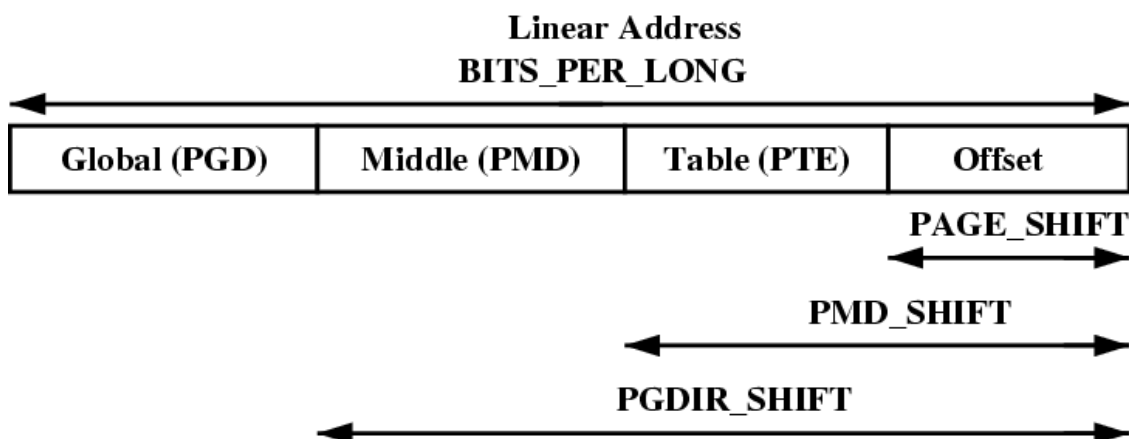 Linear Address
BITS_PER_LONG
Global (PGD) Middle (PMD) Table (PTE) Offset
PAGE_SHIFT
PMD_SHIFT
PGDIR_SHIFT